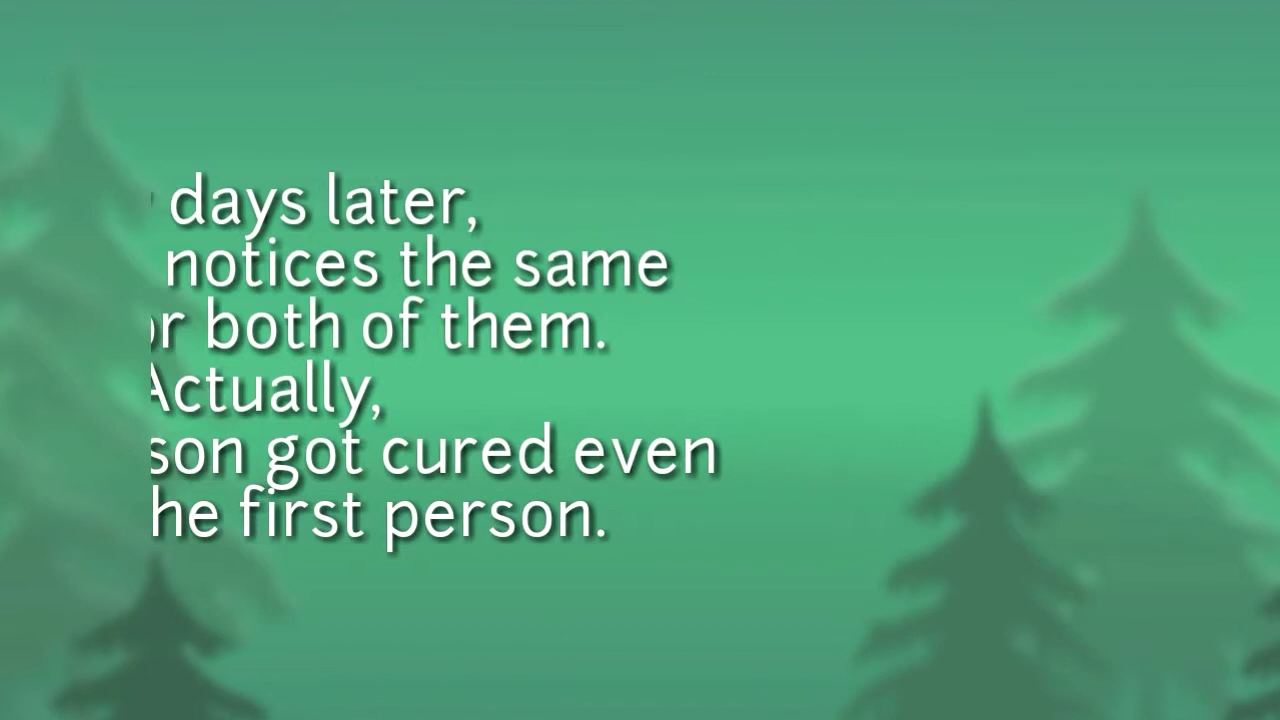 days later,
notices the same
both of them.
Actually,
got cured even
first person.